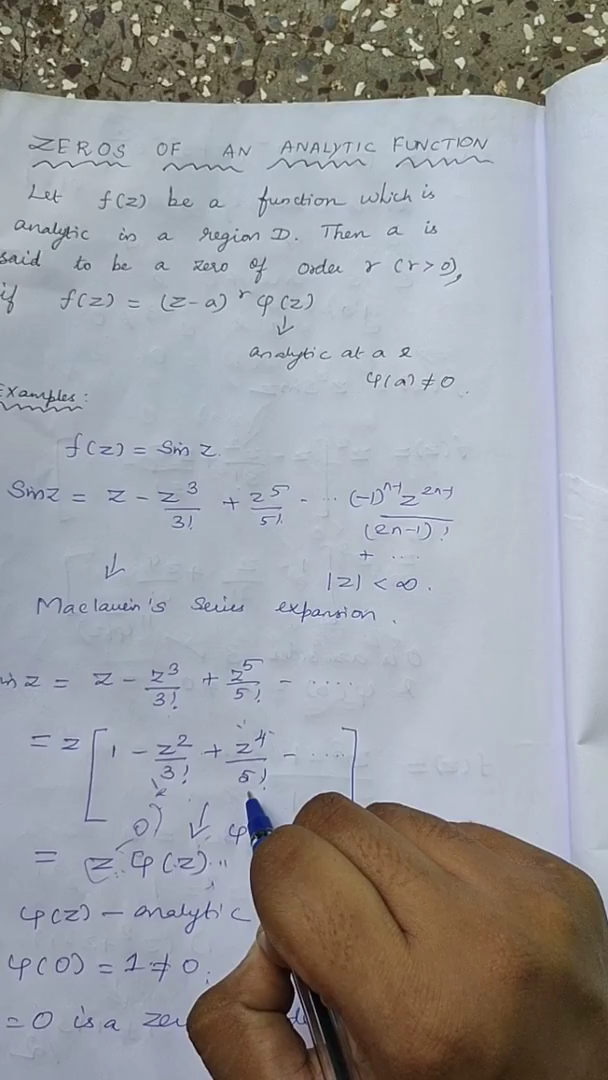 ZEROS OF AN ANALYTIC FUNCTION
Let f(z) be a function which is
analytic in a region D. Then a is
said to be a zero of order r (r > 0),
if f(z) = (z-a)^r φ(z)
↓
analytic at a &
φ(a) ≠ 0.
Examples:
f(z) = Sin z.
Sinz = z - z^3/3! + z^5/5! - ... (-1)^(n-1) z^(2n-1)/(2n-1)!
+ ...
↓ |z| < ∞.
Maclaurin's Series expansion.
in z = z - z^3/3! + z^5/5! - ....
= z [1 - z^2/3! + z^4/5! - ....]
0) ↓ φ
= (z. φ(z)."
φ(z) - analytic
φ(0) = 1 ≠ 0;
= 0 is a